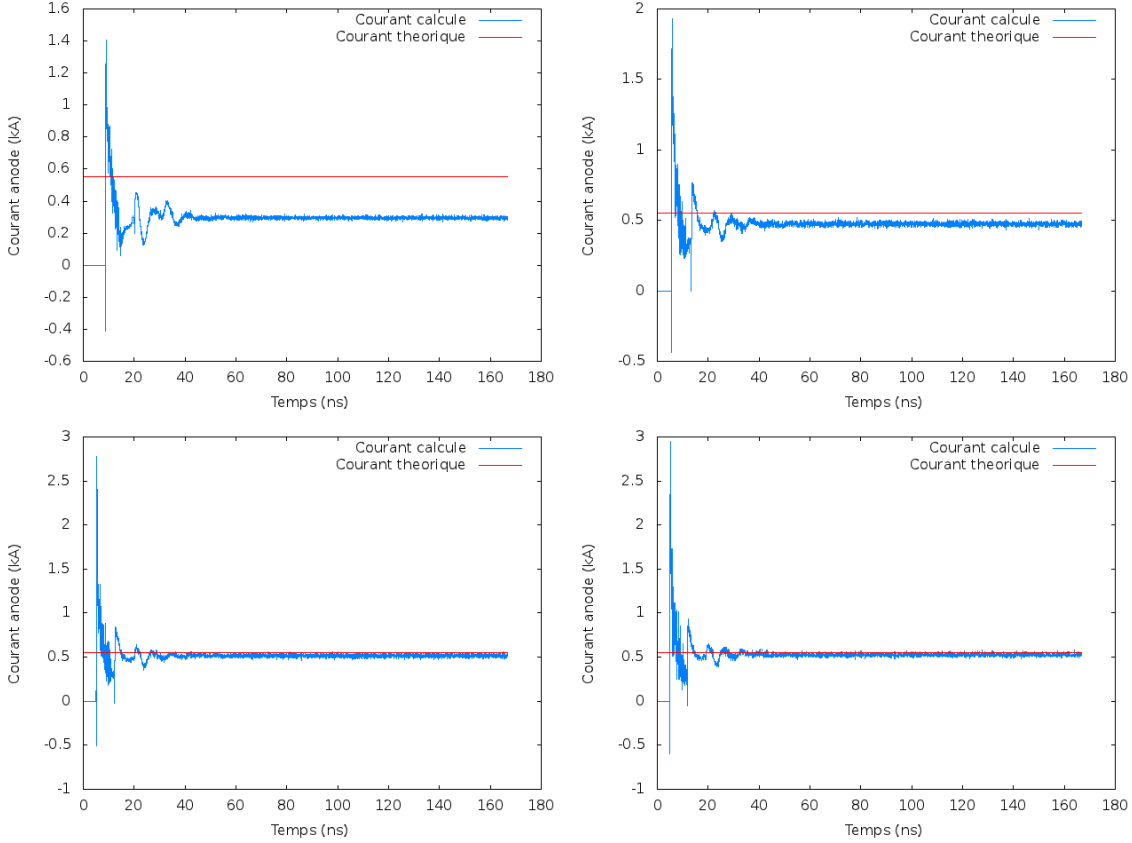 Courant calcule
Courant theorique
Courant anode (kA)
1.6
1.4
1.2
1
0.8
0.6
0.4
0.2
0
-0.2
-0.4
-0.6
0 20 40 60 80 100 120 140 160 180
Temps (ns)
Courant calcule
Courant theorique
Courant anode (kA)
2
1.5
1
0.5
0
-0.5
0 20 40 60 80 100 120 140 160 180
Temps (ns)
Courant calcule
Courant theorique
Courant anode (kA)
3
2.5
2
1.5
1
0.5
0
-0.5
-1
0 20 40 60 80 100 120 140 160 180
Temps (ns)
Courant calcule
Courant theorique
Courant anode (kA)
3
2.5
2
1.5
1
0.5
0
-0.5
-1
0 20 40 60 80 100 120 140 160 180
Temps (ns)